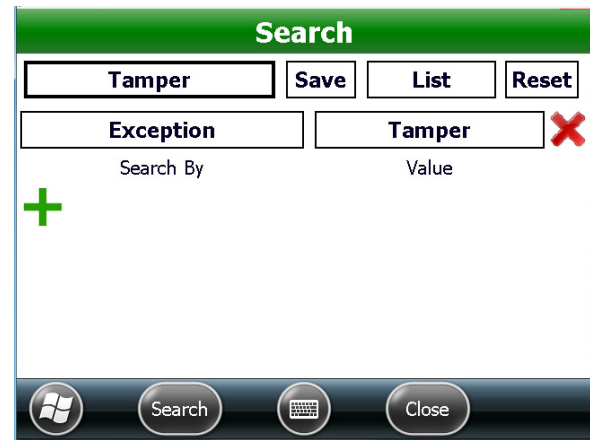 Search
Tamper Save List Reset
Exception Tamper
Search By Value
Search Close